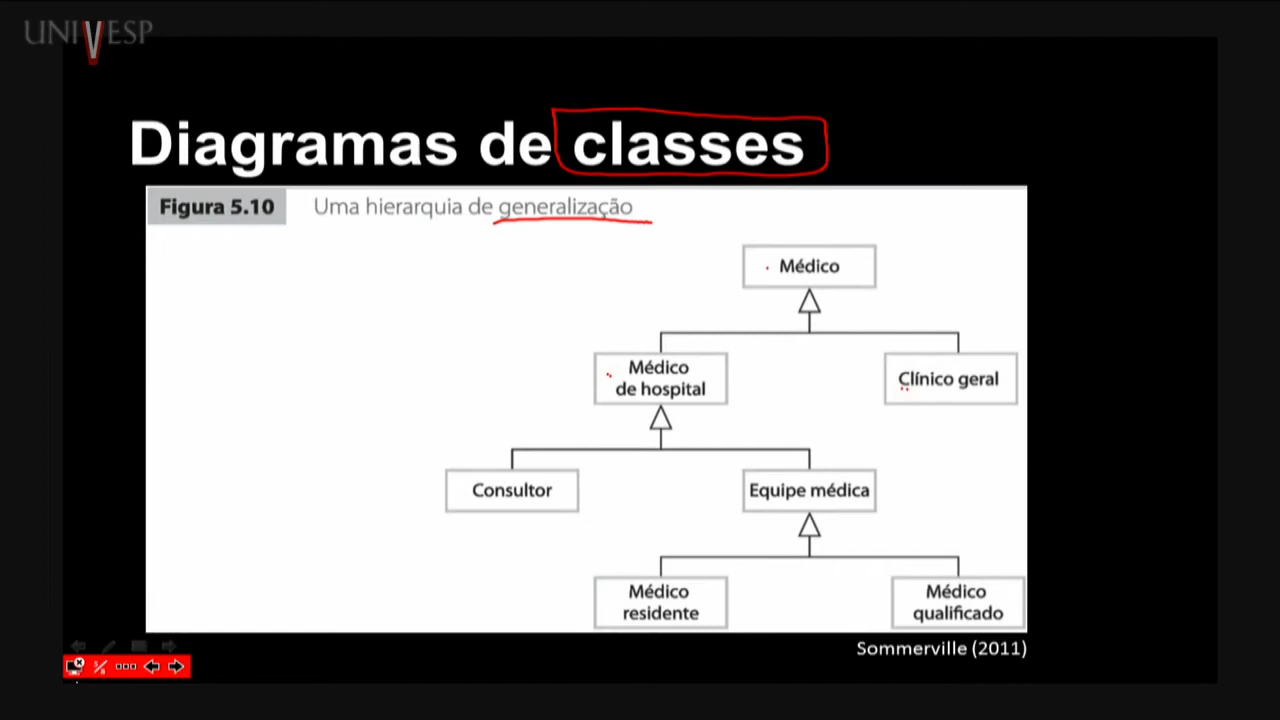 UNIVESP
Diagramas de classes
Figura 5.10 Uma hierarquia de generalização
Médico
Médico
de hospital
Clínico geral
Consultor
Equipe médica
Médico
residente
Médico
qualificado
Sommerville (2011)